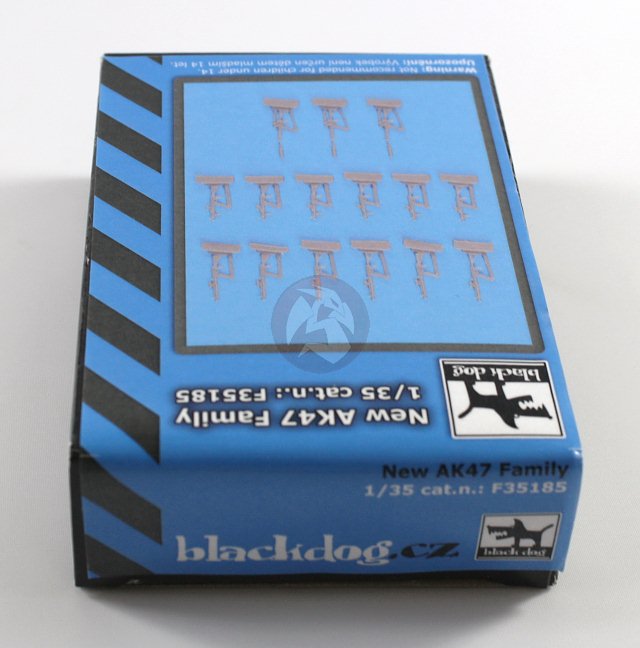 Warning: Not recommended for children under 14.
Upozornění: Výrobek není určen dětem mladším 14 let.
black dog
New AK47 Family
1/35 cat.n.: F35185
New AK47 Family
1/35 cat.n.: F35185
blackdog.cz
black dog